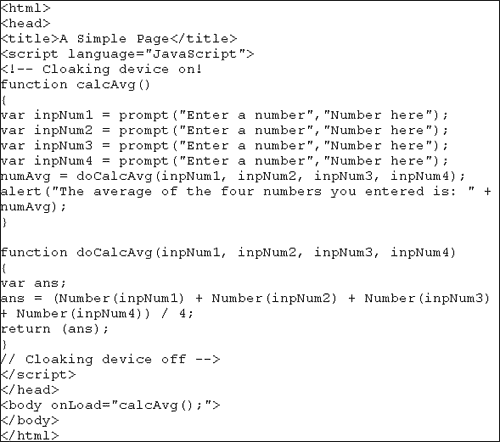 <html>
<head>
<title>A Simple Page</title>
<script language="JavaScript">
<!-- Cloaking device on!
function calcAvg()
{
var inpNum1 = prompt("Enter a number","Number here");
var inpNum2 = prompt("Enter a number","Number here");
var inpNum3 = prompt("Enter a number","Number here");
var inpNum4 = prompt("Enter a number","Number here");
numAvg = doCalcAvg(inpNum1, inpNum2, inpNum3, inpNum4);
alert("The average of the four numbers you entered is: " +
numAvg);
}

function doCalcAvg(inpNum1, inpNum2, inpNum3, inpNum4)
{
var ans;
ans = (Number(inpNum1) + Number(inpNum2) + Number(inpNum3)
+ Number(inpNum4)) / 4;
return (ans);
}
// Cloaking device off -->
</script>
</head>
<body onLoad="calcAvg();">
</body>
</html>